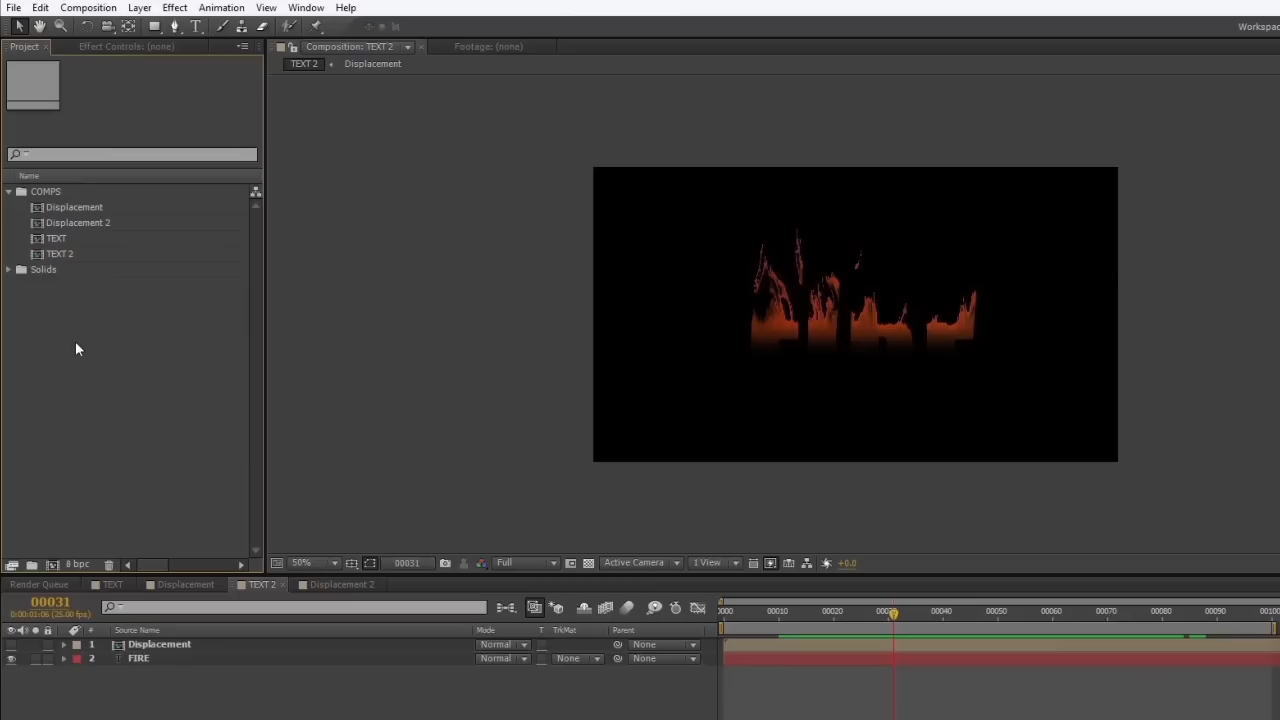 File Edit Composition Layer Effect Animation View Window Help
Project Effect Controls: (none) Composition: TEXT 2 Footage: (none)
TEXT 2 Displacement
Name
COMPS
Displacement
Displacement 2
TEXT
TEXT 2
Solids
8 bpc 50% 00031 Full Active Camera 1 View +0.0
Render Queue TEXT Displacement TEXT 2 Displacement 2
00031
0:00:01:06 (25.00 fps)
0000 00010 00020 00040 00050 00060 00070 00080 00090
# Source Name Mode T TrkMat Parent
1 Displacement Normal None
2 FIRE Normal None None